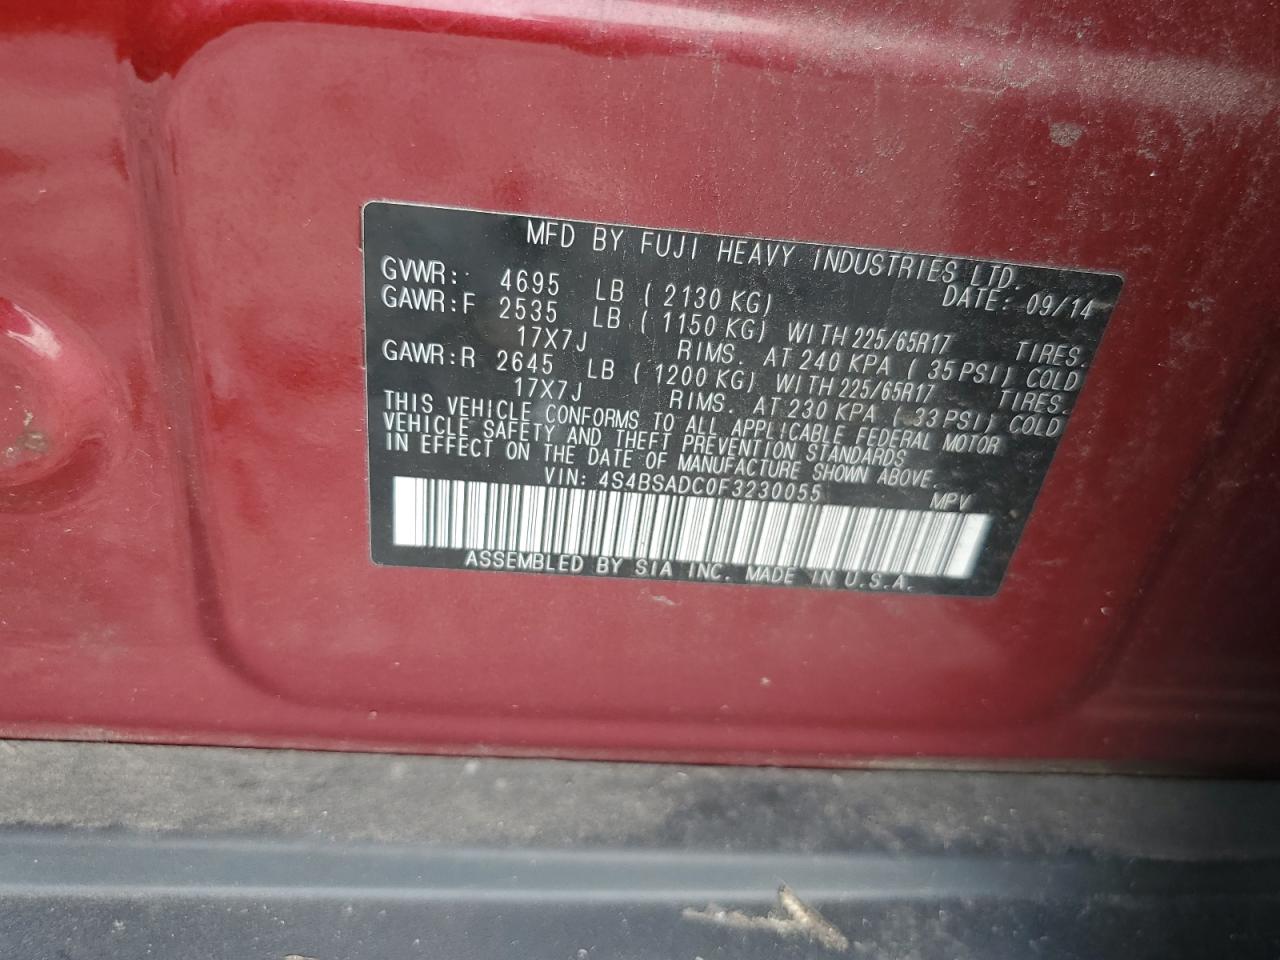 MFD BY FUJI HEAVY INDUSTRIES LTD.
DATE: 09/14
GVWR: 4695 LB ( 2130 KG)
GAWR:F 2535 LB ( 1150 KG) WITH 225/65R17 TIRES.
17X7J RIMS. AT 240 KPA ( 35 PSI) COLD
GAWR:R 2645 LB ( 1200 KG) WITH 225/65R17 TIRES.
17X7J RIMS. AT 230 KPA ( 33 PSI) COLD
THIS VEHICLE CONFORMS TO ALL APPLICABLE FEDERAL MOTOR
VEHICLE SAFETY AND THEFT PREVENTION STANDARDS
IN EFFECT ON THE DATE OF MANUFACTURE SHOWN ABOVE.
VIN: 4S4BSADC0F3230055 MPV
ASSEMBLED BY SIA INC. MADE IN U.S.A.